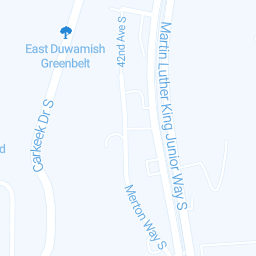 East Duwamish
Greenbelt
42nd Ave S
Martin Luther King Junior Way S
Carkeek Dr S
d
Merton Way S